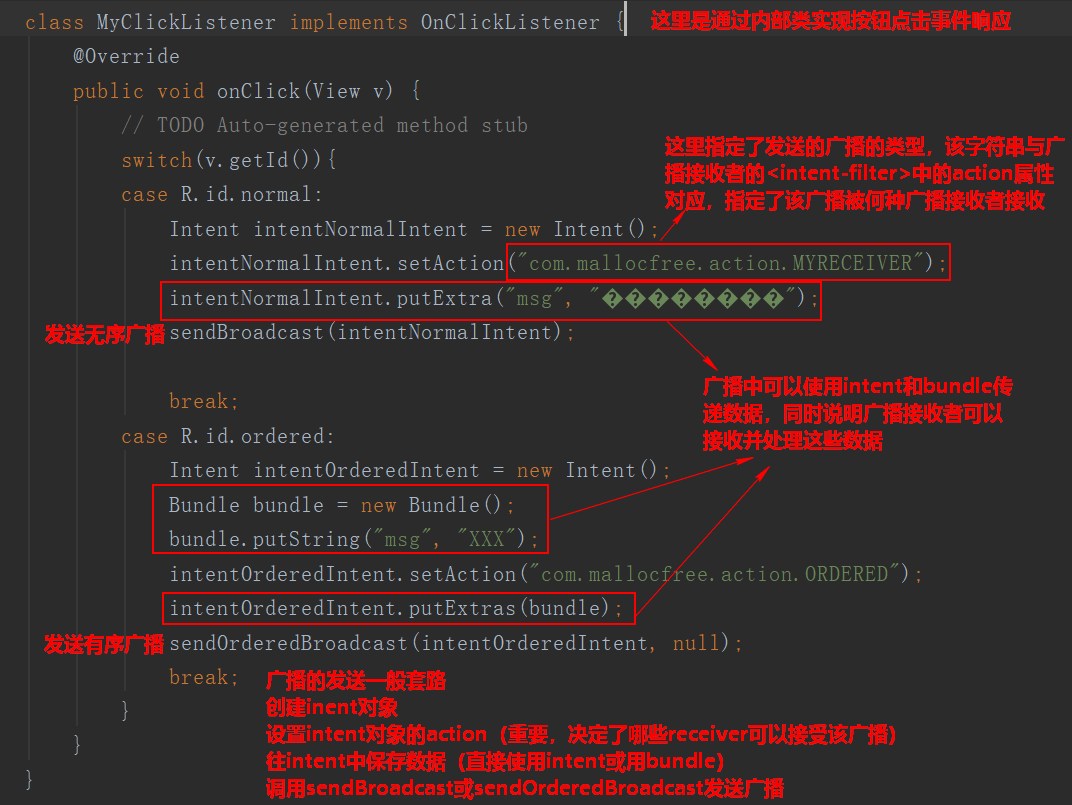 class MyClickListener implements OnClickListener { 这里是通过内部类实现按钮点击事件响应
@Override
public void onClick(View v) {
// TODO Auto-generated method stub
switch(v.getId()){
case R.id.normal:
这里指定了发送的广播的类型，该字符串与广
播接收者的<intent-filter>中的action属性
对应，指定了该广播被何种广播接收者接收
Intent intentNormalIntent = new Intent();
intentNormalIntent.setAction("com.mallocfree.action.MYRECEIVER");
intentNormalIntent.putExtra("msg", "���������");
发送无序广播 sendBroadcast(intentNormalIntent);
广播中可以使用intent和bundle传
递数据，同时说明广播接收者可以
接收并处理这些数据
break;
case R.id.ordered:
Intent intentOrderedIntent = new Intent();
Bundle bundle = new Bundle();
bundle.putString("msg", "XXX");
intentOrderedIntent.setAction("com.mallocfree.action.ORDERED");
intentOrderedIntent.putExtras(bundle);
发送有序广播 sendOrderedBroadcast(intentOrderedIntent, null);
break;
广播的发送一般套路
创建inent对象
设置intent对象的action（重要，决定了哪些receiver可以接受该广播）
往intent中保存数据（直接使用intent或用bundle）
调用sendBroadcast或sendOrderedBroadcast发送广播
}
}
}